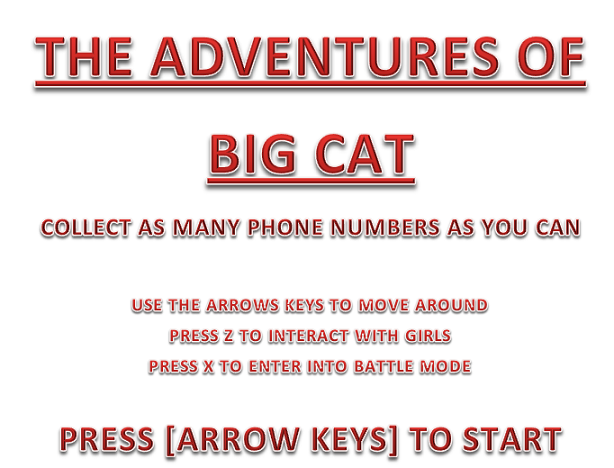 THE ADVENTURES OF
BIG CAT
COLLECT AS MANY PHONE NUMBERS AS YOU CAN
USE THE ARROWS KEYS TO MOVE AROUND
PRESS Z TO INTERACT WITH GIRLS
PRESS X TO ENTER INTO BATTLE MODE
PRESS [ARROW KEYS] TO START